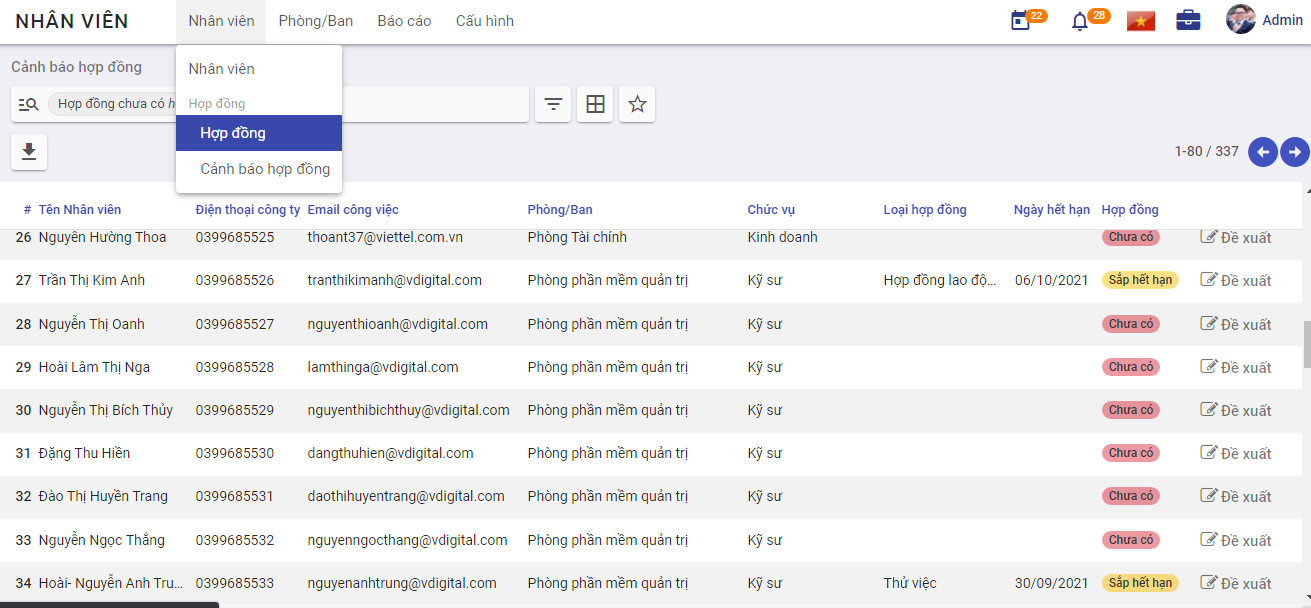 NHÂN VIÊN Nhân viên Phòng/Ban Báo cáo Cấu hình 22 28 Admin
Cảnh báo hợp đồng
Nhân viên
Hợp đồng chưa có
Hợp đồng
Hợp đồng
Cảnh báo hợp đồng
1-80 / 337
# Tên Nhân viên Điện thoại công ty Email công việc Phòng/Ban Chức vụ Loại hợp đồng Ngày hết hạn Hợp đồng
26 Nguyên Hường Thoa 0399685525 thoant37@viettel.com.vn Phòng Tài chính Kinh doanh Chưa có Đề xuất
27 Trần Thị Kim Anh 0399685526 tranthikimanh@vdigital.com Phòng phần mềm quản trị Kỹ sư Hợp đồng lao độ... 06/10/2021 Sắp hết hạn Đề xuất
28 Nguyễn Thị Oanh 0399685527 nguyenthioanh@vdigital.com Phòng phần mềm quản trị Kỹ sư Chưa có Đề xuất
29 Hoài Lâm Thị Nga 0399685528 lamthinga@vdigital.com Phòng phần mềm quản trị Kỹ sư Chưa có Đề xuất
30 Nguyễn Thị Bích Thủy 0399685529 nguyenthibichthuy@vdigital.com Phòng phần mềm quản trị Kỹ sư Chưa có Đề xuất
31 Đặng Thu Hiền 0399685530 dangthuhien@vdigital.com Phòng phần mềm quản trị Kỹ sư Chưa có Đề xuất
32 Đào Thị Huyền Trang 0399685531 daothihuyentrang@vdigital.com Phòng phần mềm quản trị Kỹ sư Chưa có Đề xuất
33 Nguyễn Ngọc Thắng 0399685532 nguyenngocthang@vdigital.com Phòng phần mềm quản trị Kỹ sư Chưa có Đề xuất
34 Hoài- Nguyễn Anh Tru... 0399685533 nguyenanhtrung@vdigital.com Phòng phần mềm quản trị Kỹ sư Thử việc 30/09/2021 Sắp hết hạn Đề xuất